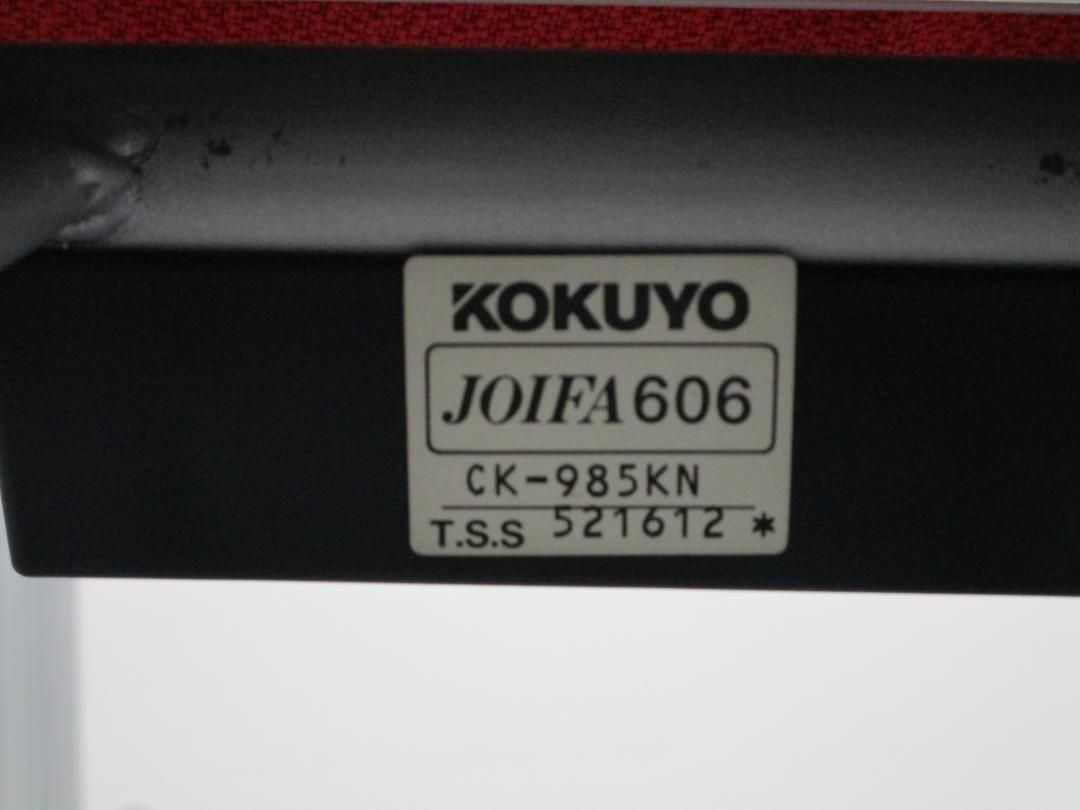 KOKUYO
JOIFA606
CK-985KN
T.S.S 521612 *